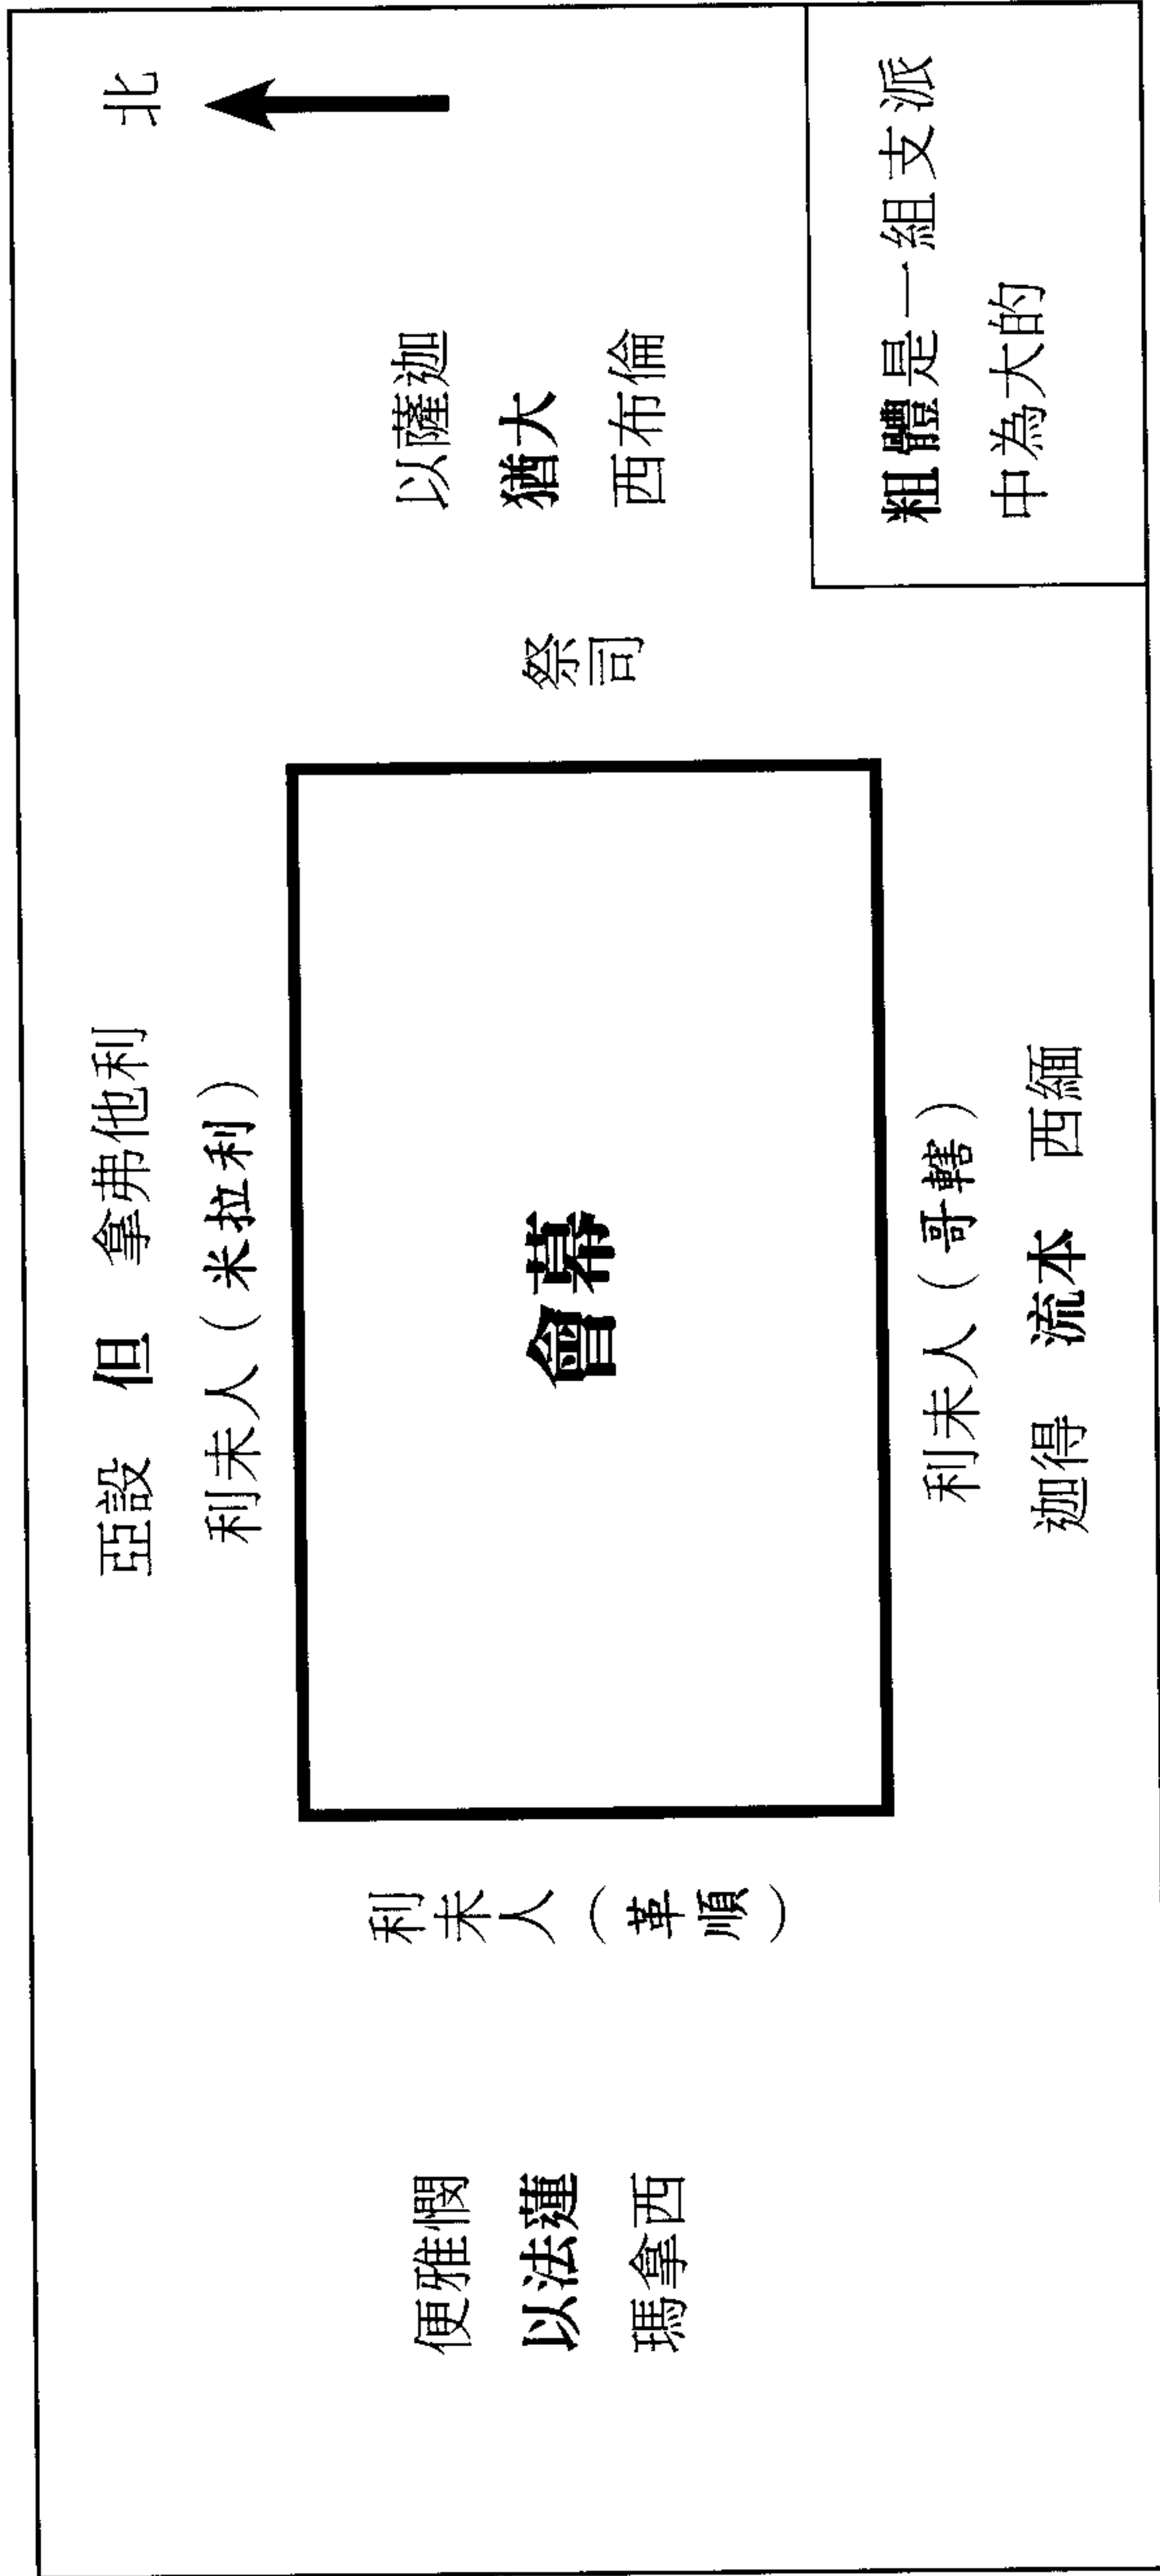 北
亞設 但 拿弗他利
利未人（米拉利）
便雅憫
以法蓮
瑪拿西
利未人（革順）
會幕
祭司
以薩迦
猶大
西布倫
利未人（哥轄）
迦得 流本 西緬
粗體是一組支派
中為大的